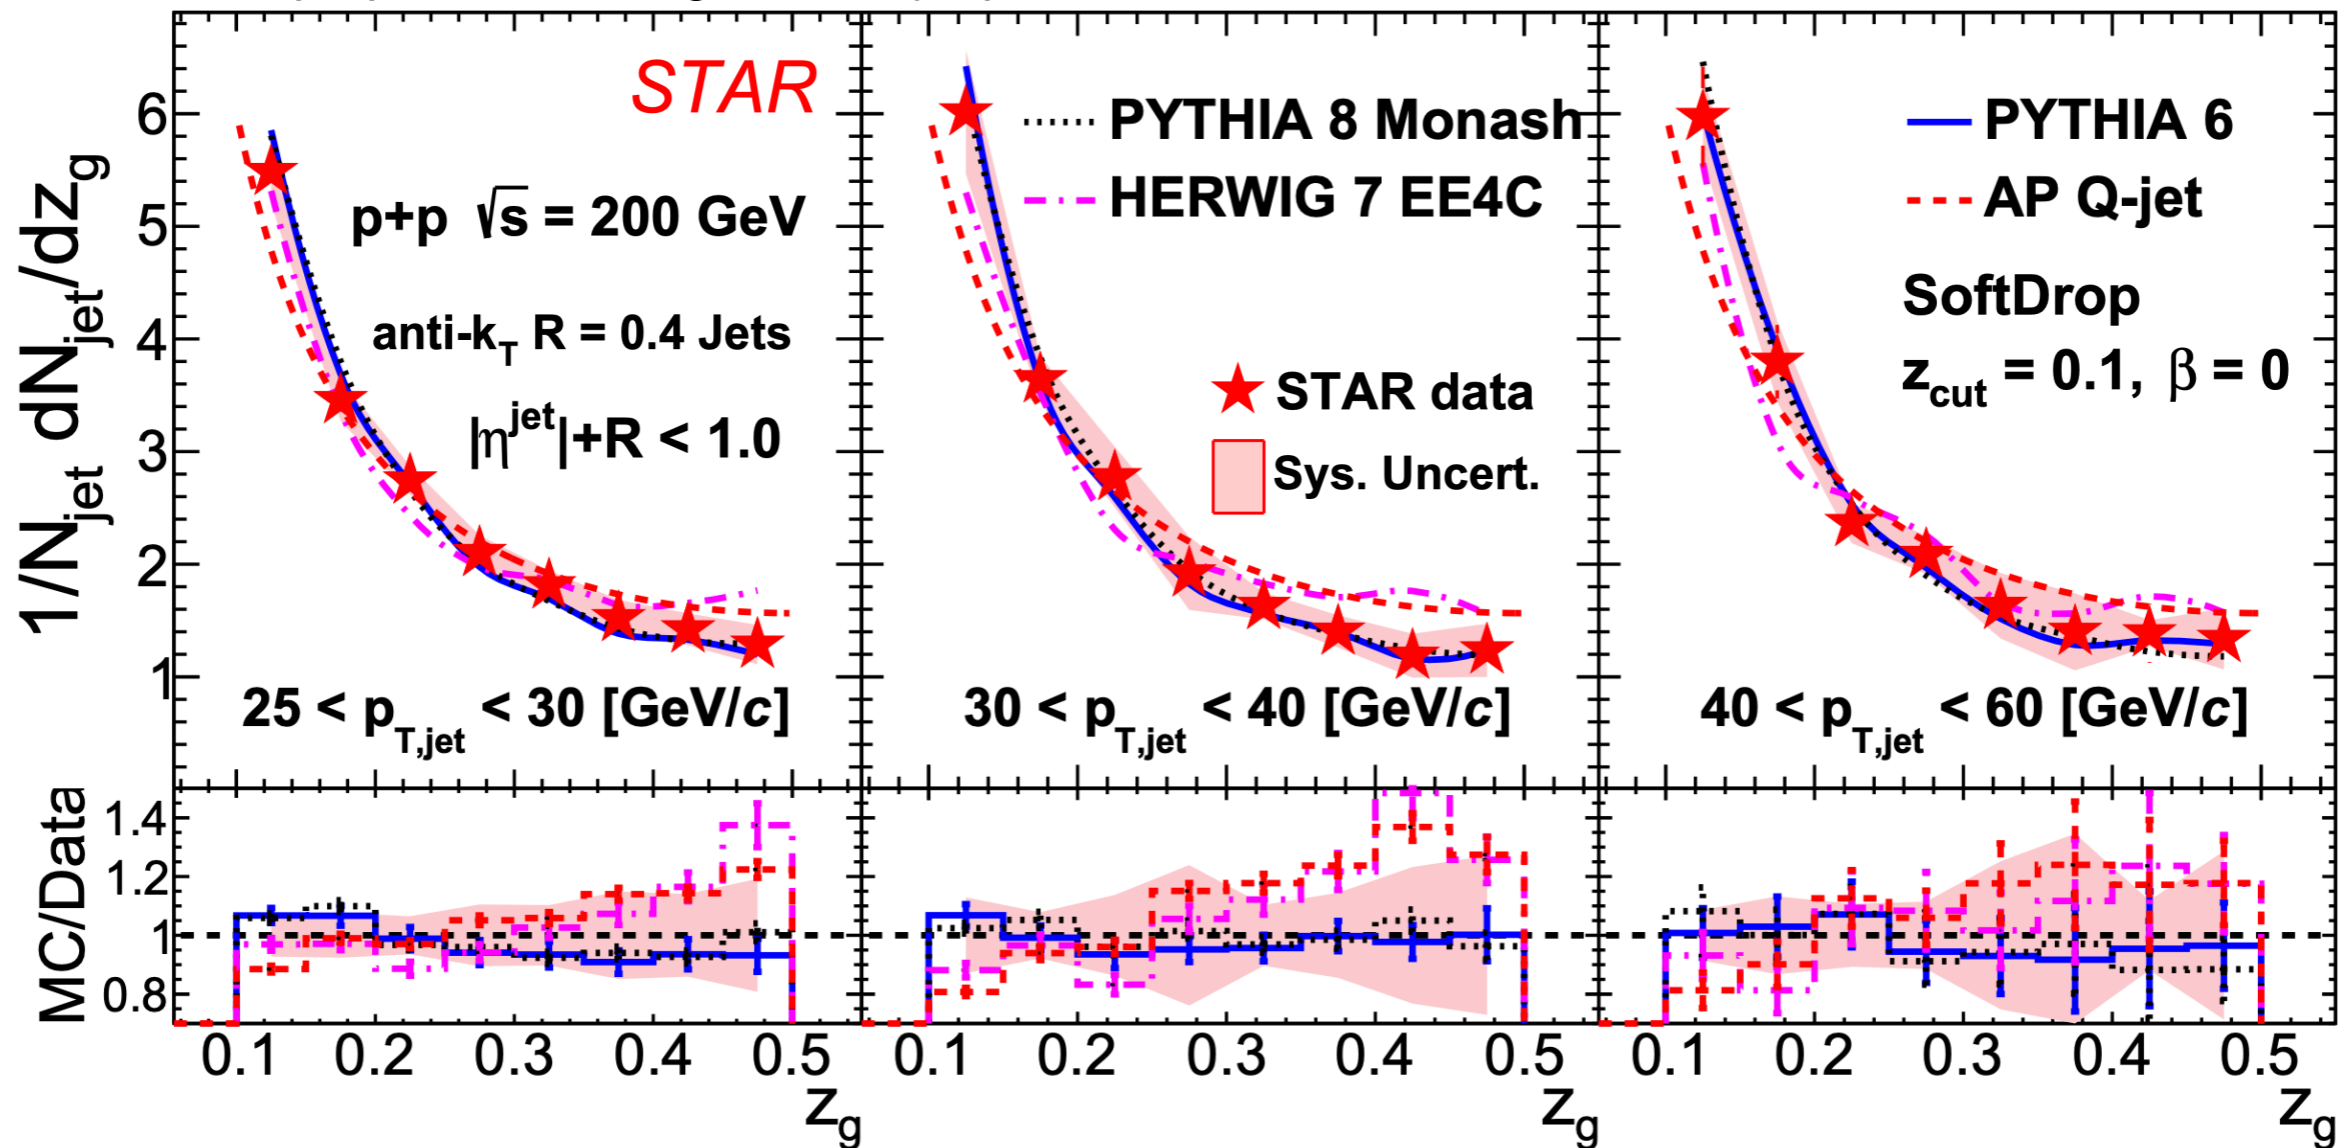 STAR
p+p √s = 200 GeV
anti-k_T R = 0.4 Jets
|η^jet|+R < 1.0
25 < p_T,jet < 30 [GeV/c]
1/N_jet dN_jet/dz_g
6
5
4
3
2
1
PYTHIA 8 Monash
HERWIG 7 EE4C
STAR data
Sys. Uncert.
30 < p_T,jet < 40 [GeV/c]
PYTHIA 6
AP Q-jet
SoftDrop
z_cut = 0.1, β = 0
40 < p_T,jet < 60 [GeV/c]
MC/Data
1.4
1.2
1
0.8
0.1 0.2 0.3 0.4 0.5
z_g
0.1 0.2 0.3 0.4 0.5
z_g
0.1 0.2 0.3 0.4 0.5
z_g